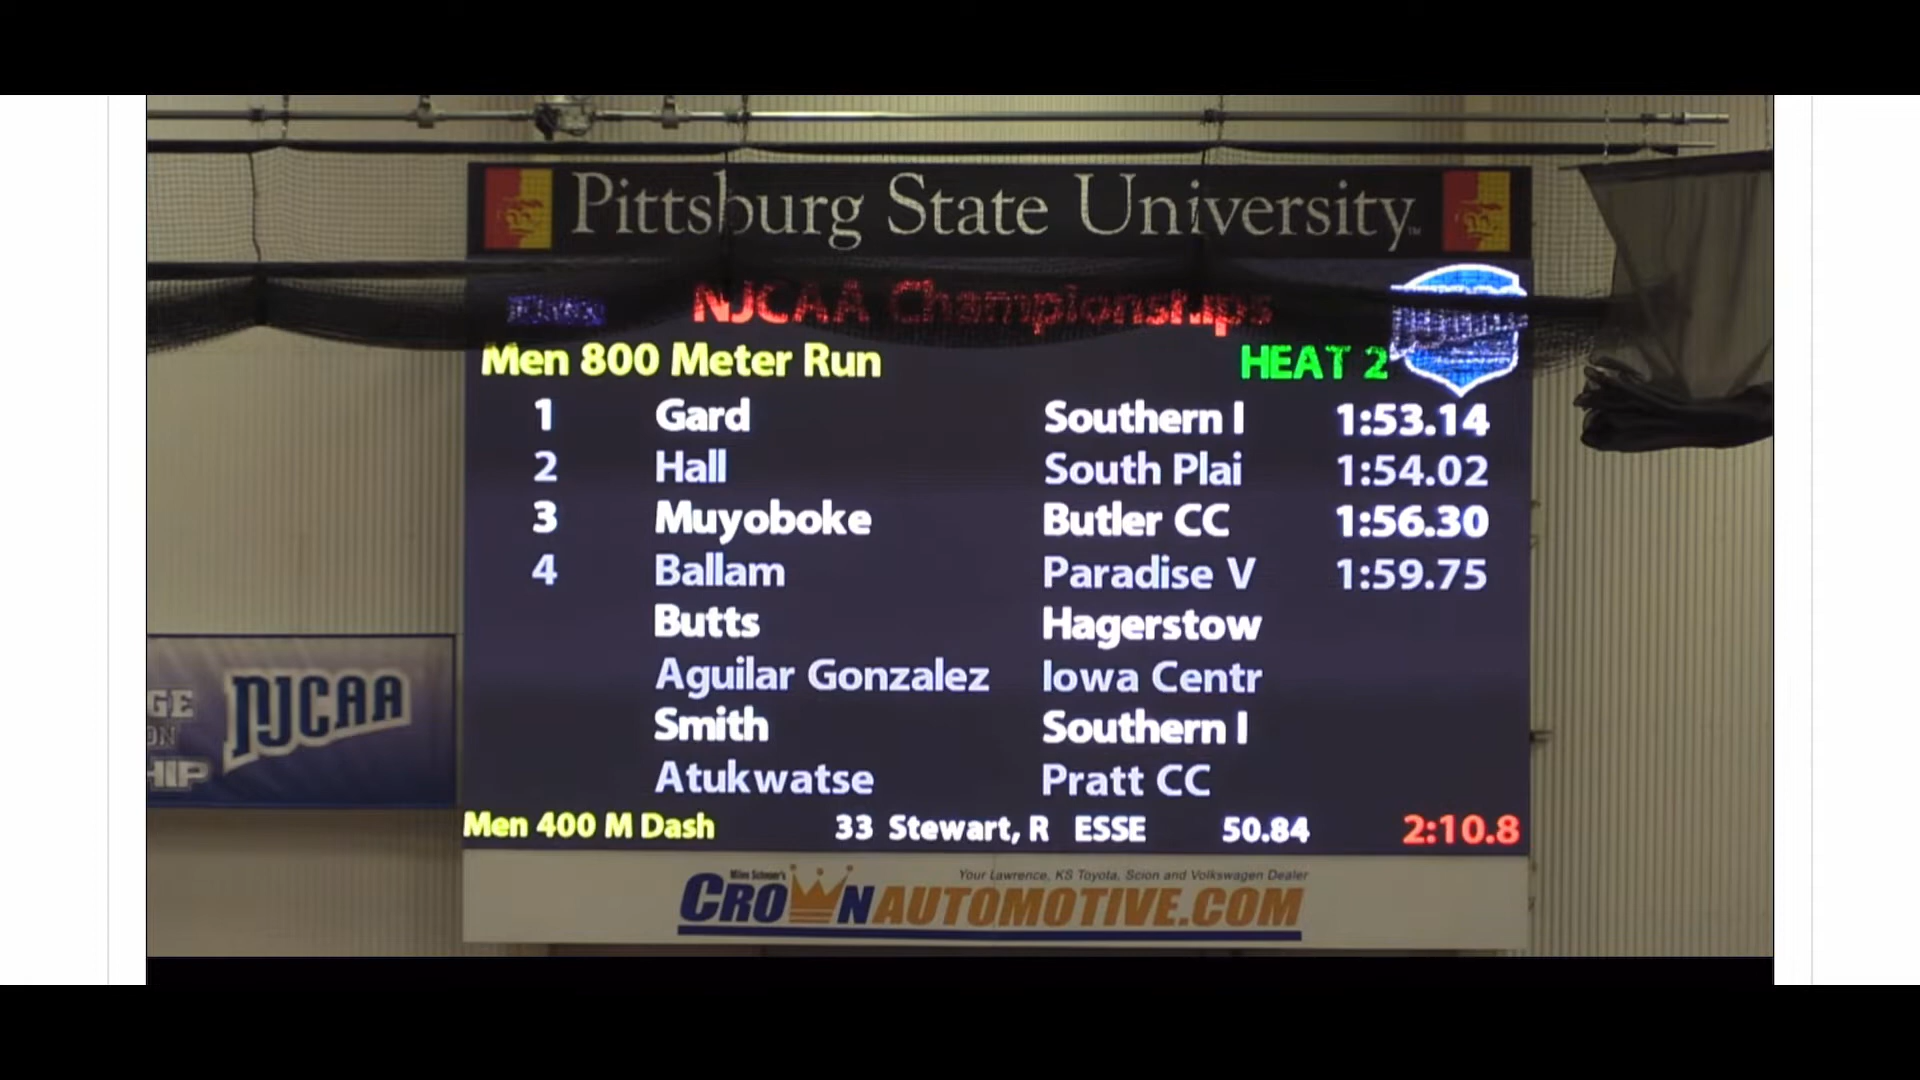 Pittsburg State University
NJCAA Championships
Men 800 Meter Run HEAT 2
1 Gard Southern I 1:53.14
2 Hall South Plai 1:54.02
3 Muyoboke Butler CC 1:56.30
4 Ballam Paradise V 1:59.75
Butts Hagerstow
Aguilar Gonzalez Iowa Centr
Smith Southern I
Atukwatse Pratt CC
Men 400 M Dash 33 Stewart, R ESSE 50.84 2:10.8
GE
ON
HIP
NJCAA
Your Lawrence, KS Toyota, Scion and Volkswagen Dealer
CROWNAUTOMOTIVE.COM